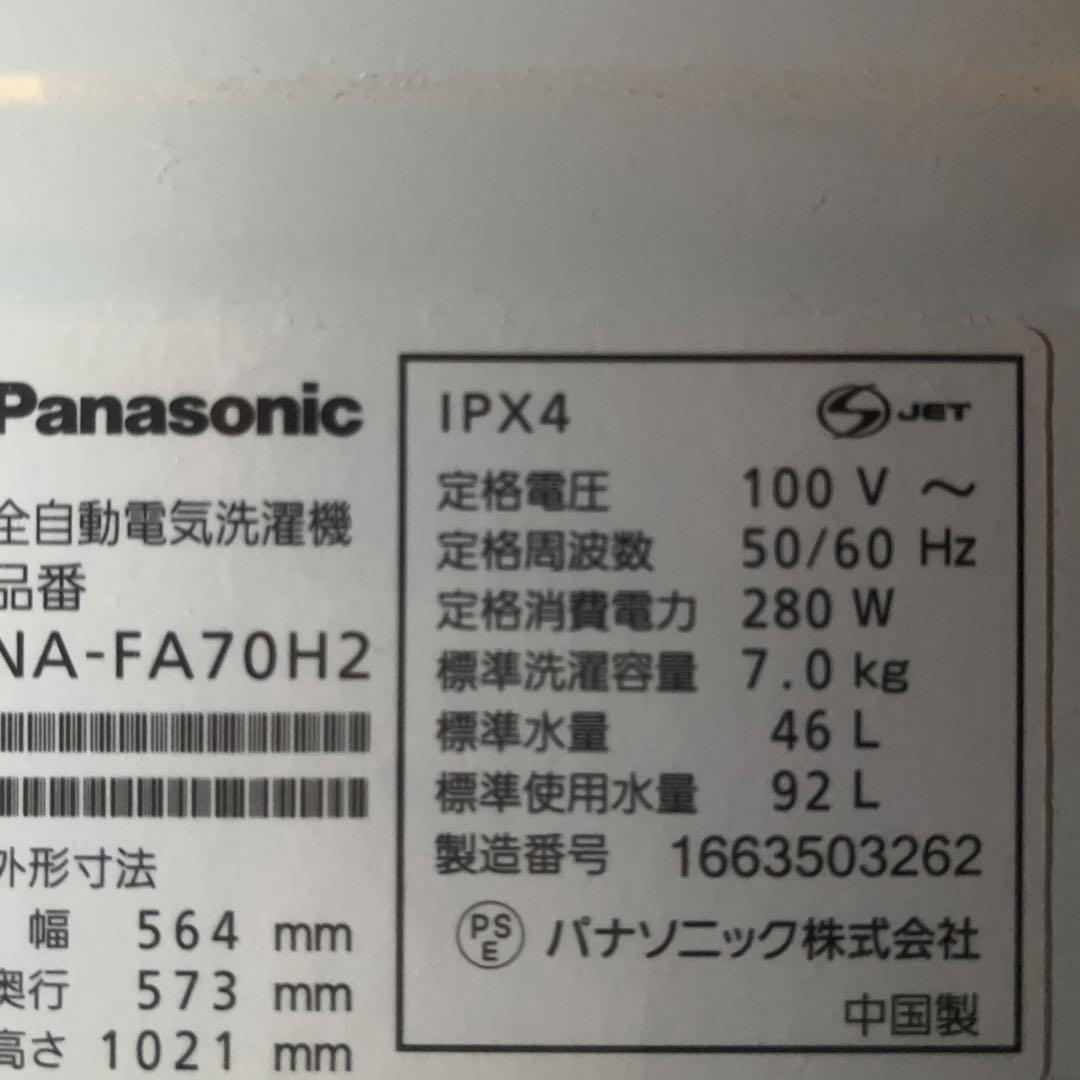 Panasonic
全自動電気洗濯機
品番
NA-FA70H2
外形寸法
幅 564 mm
奥行 573 mm
高さ 1021 mm
IPX4
S JET
定格電圧 100 V ～
定格周波数 50/60 Hz
定格消費電力 280 W
標準洗濯容量 7.0 kg
標準水量 46 L
標準使用水量 92 L
製造番号 1663503262
PSE パナソニック株式会社
中国製